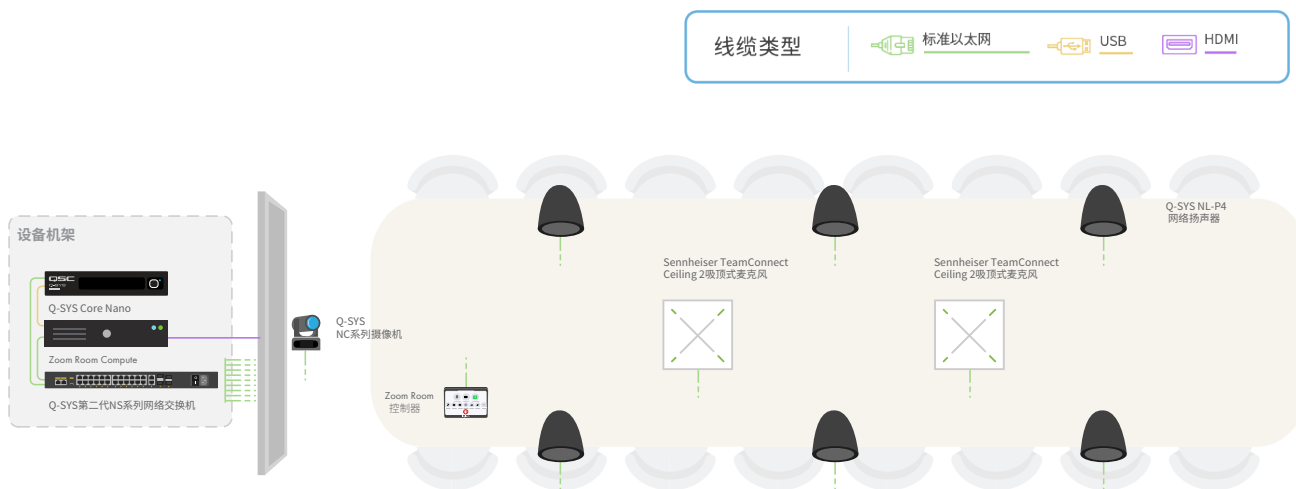 线缆类型
标准以太网
USB
HDMI
设备机架
QSC
Q-SYS
Q-SYS Core Nano
Zoom Room Compute
Q-SYS第二代NS系列网络交换机
Q-SYS
NC系列摄像机
Zoom Room
控制器
Sennheiser TeamConnect
Ceiling 2吸顶式麦克风
Sennheiser TeamConnect
Ceiling 2吸顶式麦克风
Q-SYS NL-P4
网络扬声器